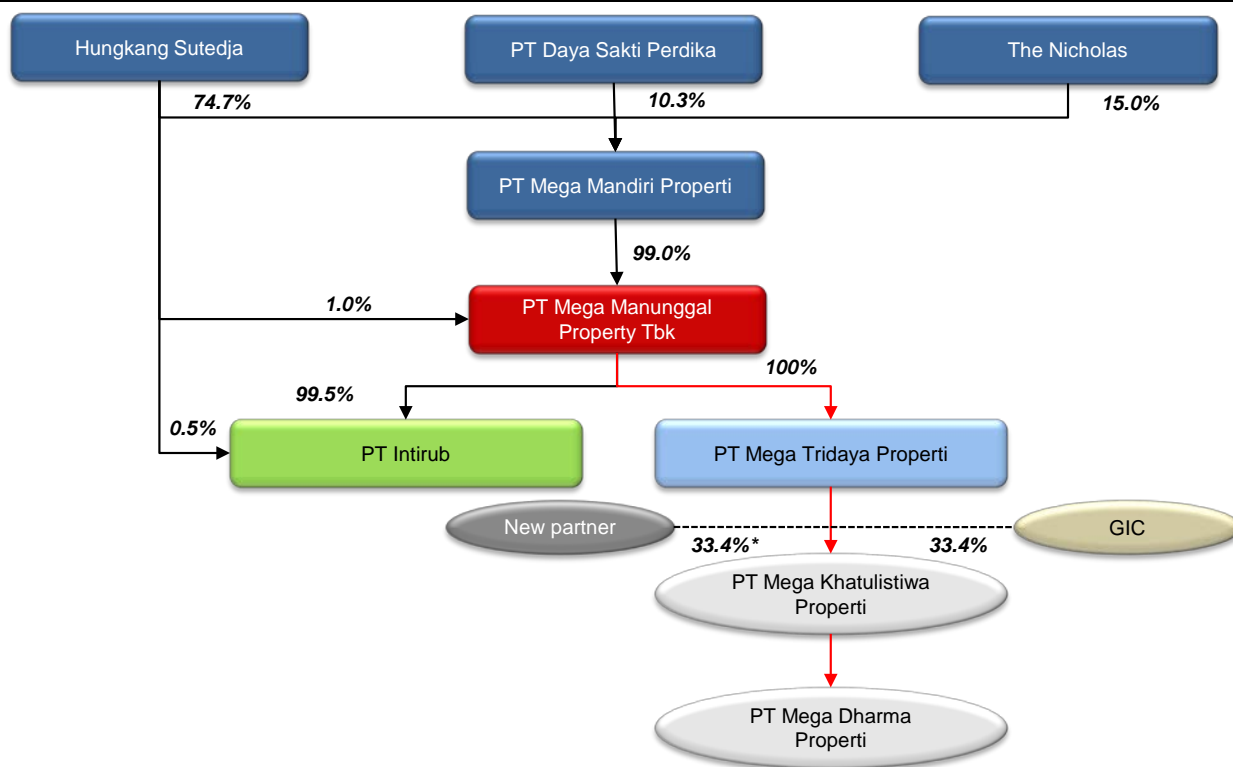 Hungkang Sutedja
PT Daya Sakti Perdika
The Nicholas
74.7%
10.3%
15.0%
PT Mega Mandiri Properti
99.0%
1.0%
PT Mega Manunggal
Property Tbk
100%
99.5%
0.5%
PT Intirub
PT Mega Tridaya Properti
New partner
GIC
33.4%*
33.4%
PT Mega Khatulistiwa
Properti
PT Mega Dharma
Properti